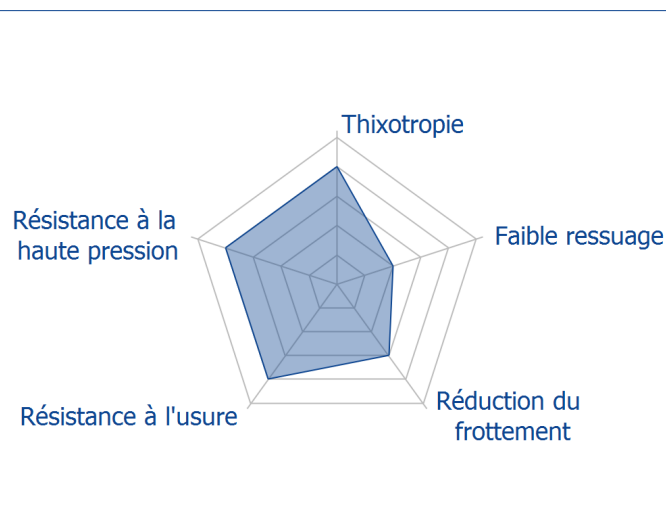 Thixotropie
Résistance à la
haute pression
Faible ressuage
Résistance à l'usure
Réduction du
frottement